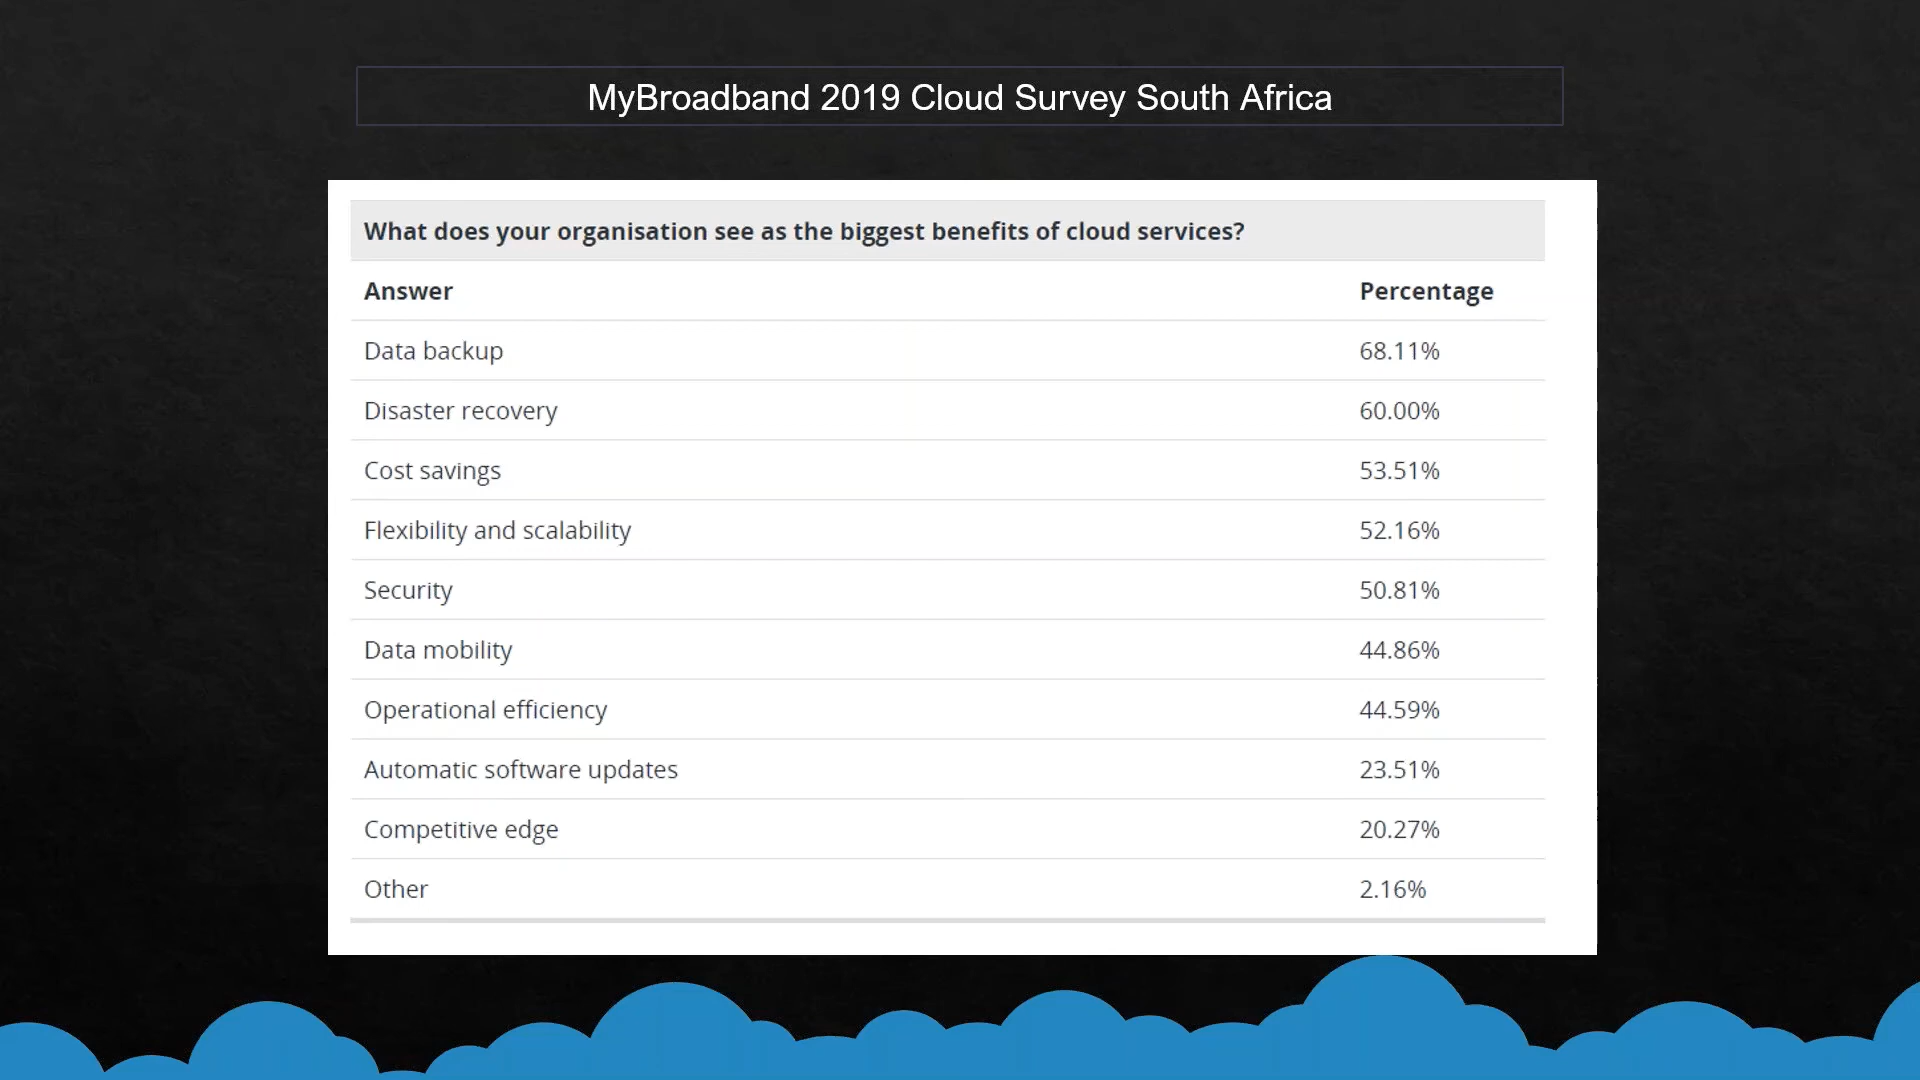 MyBroadband 2019 Cloud Survey South Africa
What does your organisation see as the biggest benefits of cloud services?
Answer Percentage
Data backup 68.11%
Disaster recovery 60.00%
Cost savings 53.51%
Flexibility and scalability 52.16%
Security 50.81%
Data mobility 44.86%
Operational efficiency 44.59%
Automatic software updates 23.51%
Competitive edge 20.27%
Other 2.16%